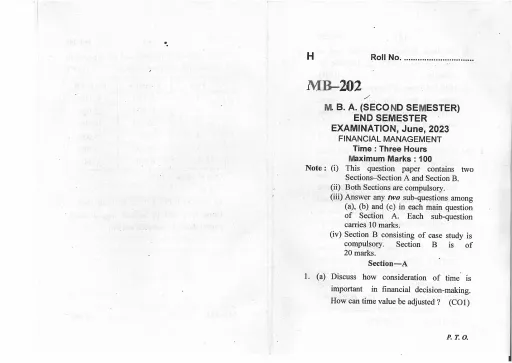 H Roll No. ..............................
MB–202
M. B. A. (SECOND SEMESTER)
END SEMESTER
EXAMINATION, June, 2023
FINANCIAL MANAGEMENT
Time : Three Hours
Maximum Marks : 100
Note : (i) This question paper contains two
Sections–Section A and Section B.
(ii) Both Sections are compulsory.
(iii) Answer any two sub-questions among
(a), (b) and (c) in each main question
of Section A. Each sub-question
carries 10 marks.
(iv) Section B consisting of case study is
compulsory. Section B is of
20 marks.
Section—A
1. (a) Discuss how consideration of time is
important in financial decision-making.
How can time value be adjusted ? (CO1)
P. T. O.